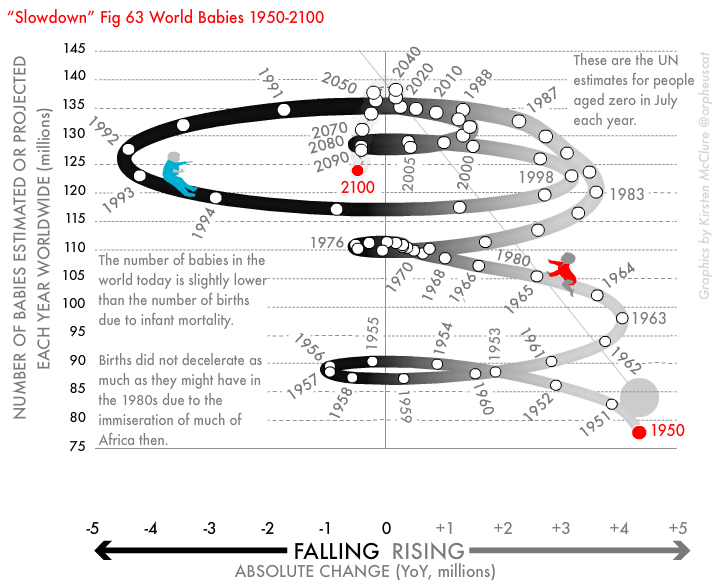 “Slowdown” Fig 63 World Babies 1950-2100
NUMBER OF BABIES ESTIMATED OR PROJECTED
EACH YEAR WORLDWIDE (millions)
145
140
135
130
125
120
115
110
105
100
95
90
85
80
75
These are the UN
estimates for people
aged zero in July
each year.
Graphics by Kirsten McClure @orpheuscat
2050
2040
2020
2010
1988
1987
1991
1992
1993
1994
2070
2080
2090
2100
2005
2000
1998
1983
1976
1970
1968
1966
1980
1965
1964
1963
1962
The number of babies in the
world today is slightly lower
than the number of births
due to infant mortality.
Births did not decelerate as
much as they might have in
the 1980s due to the
immiseration of much of
Africa then.
1955
1954
1953
1961
1956
1957
1958
1959
1960
1952
1951
1950
-5 -4 -3 -2 -1 0 +1 +2 +3 +4 +5
FALLING RISING
ABSOLUTE CHANGE (YoY, millions)